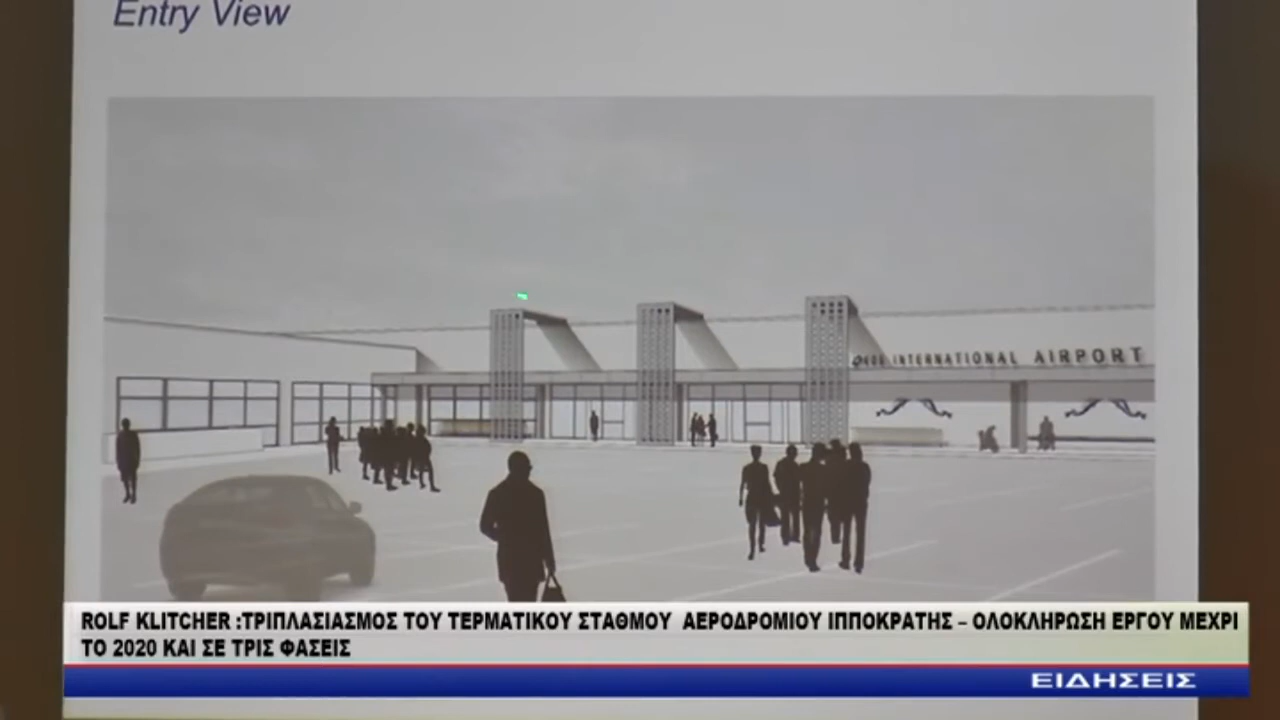 Entry View
INTERNATIONAL AIRPORT
ROLF KLITCHER :ΤΡΙΠΛΑΣΙΑΣΜΟΣ ΤΟΥ ΤΕΡΜΑΤΙΚΟΥ ΣΤΑΘΜΟΥ ΑΕΡΟΔΡΟΜΙΟΥ ΙΠΠΟΚΡΑΤΗΣ – ΟΛΟΚΛΗΡΩΣΗ ΕΡΓΟΥ ΜΕΧΡΙ
ΤΟ 2020 ΚΑΙ ΣΕ ΤΡΙΣ ΦΑΣΕΙΣ
ΕΙΔΗΣΕΙΣ